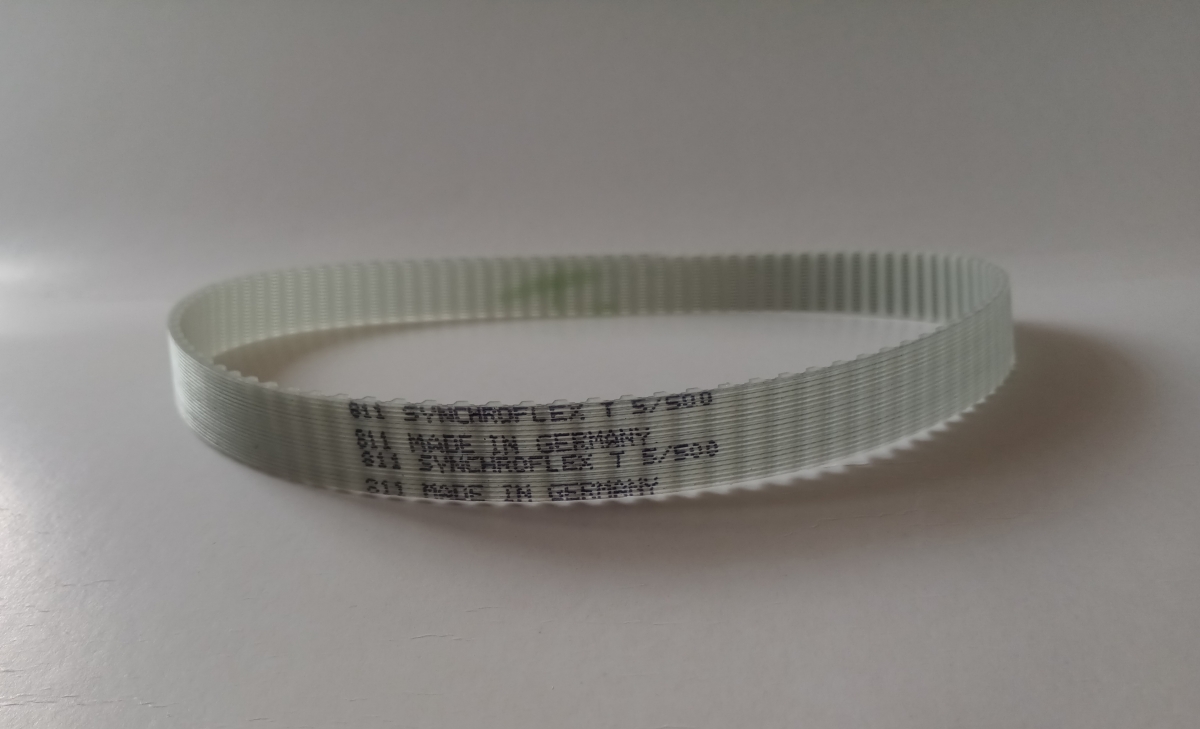 811 SYNCHROFLEX T 5/500
811 MADE IN GERMANY
811 SYNCHROFLEX T 5/500
811 MADE IN GERMANY